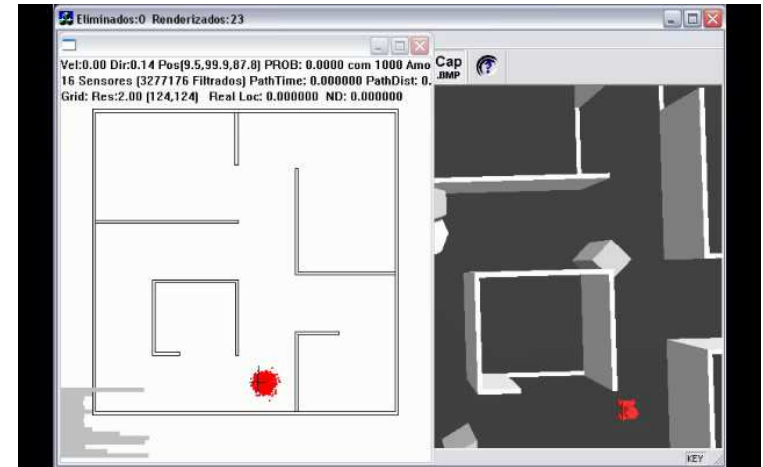 Eliminados:0 Renderizados:23
Vel:0.00 Dir:0.14 Pos(9.5,99.9,87.8) PROB: 0.0000 com 1000 Amo
16 Sensores (3277176 Filtrados) PathTime: 0.000000 PathDist: 0.
Grid: Res:2.00 (124,124) Real Loc: 0.000000 ND: 0.000000
Cap
.BMP
KEY